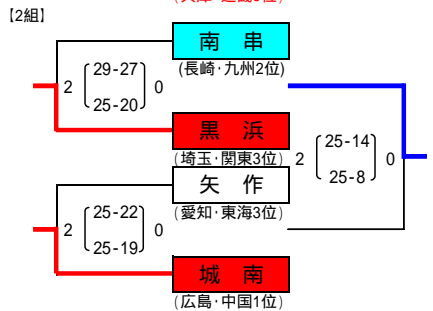 【2組】
南 串
(長崎・九州2位)
2 29-27 0
25-20
黒 浜
(埼玉・関東3位)
2 25-14 0
25-8
矢 作
(愛知・東海3位)
2 25-22 0
25-19
城 南
(広島・中国1位)